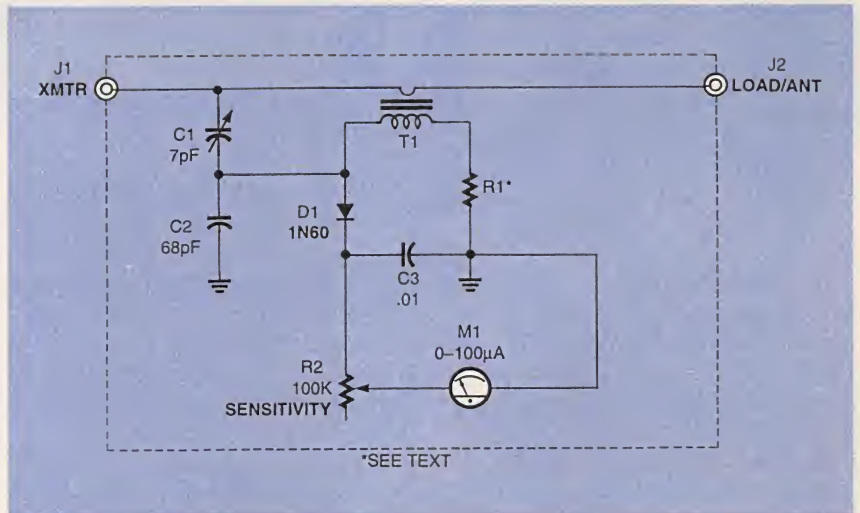 J1
XMTR
J2
LOAD/ANT
C1
7pF
T1
R1*
D1
1N60
C2
68pF
C3
.01
M1
0–100µA
R2
100K
SENSITIVITY
*SEE TEXT